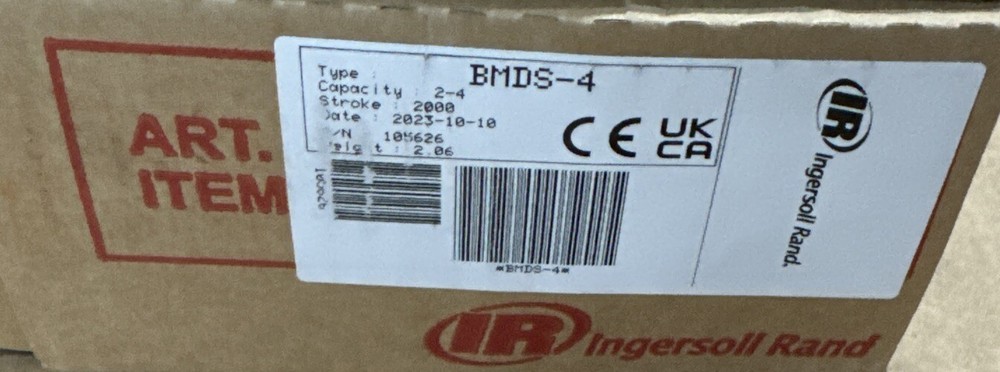 ART.
ITEM
Type :
BMDS-4
Capacity : 2-4
Stroke : 2000
Date : 2023-10-10
/N 105626
: 2.06
CE UK
CA
*BMDS-4*
IR Ingersoll Rand.
IR Ingersoll Rand